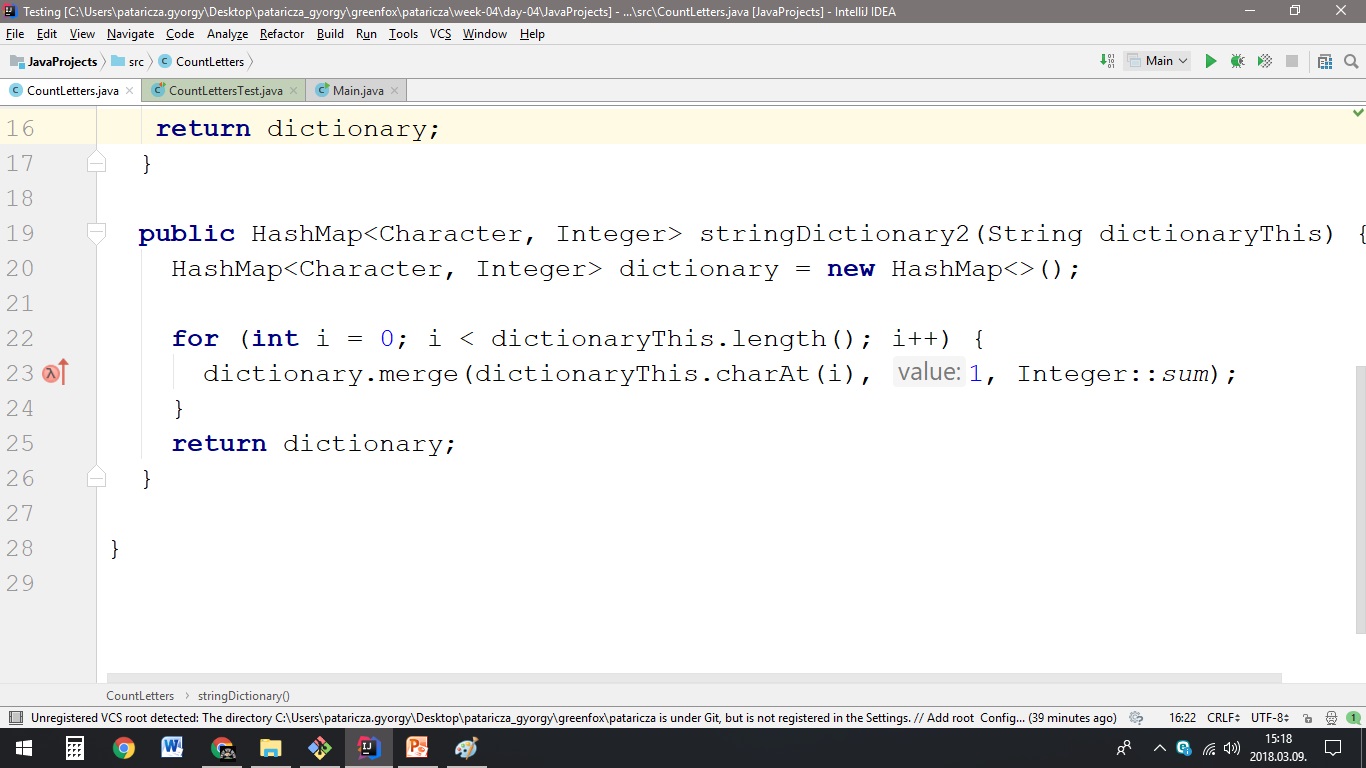 Testing [C:\Users\pataricza.gyorgy\Desktop\pataricza_gyorgy\greenfox\pataricza\week-04\day-04\JavaProjects] - ...\src\CountLetters.java [JavaProjects] - IntelliJ IDEA
File Edit View Navigate Code Analyze Refactor Build Run Tools VCS Window Help
JavaProjects src CountLetters Main
CountLetters.java CountLettersTest.java Main.java
16 return dictionary;
17 }
18
19 public HashMap<Character, Integer> stringDictionary2(String dictionaryThis) {
20 HashMap<Character, Integer> dictionary = new HashMap<>();
21
22 for (int i = 0; i < dictionaryThis.length(); i++) {
23 dictionary.merge(dictionaryThis.charAt(i), value: 1, Integer::sum);
24 }
25 return dictionary;
26 }
27
28 }
29
CountLetters › stringDictionary()
Unregistered VCS root detected: The directory C:\Users\pataricza.gyorgy\Desktop\pataricza_gyorgy\greenfox\pataricza is under Git, but is not registered in the Settings. // Add root Config... (39 minutes ago) 16:22 CRLF UTF-8 1
15:18
2018.03.09.